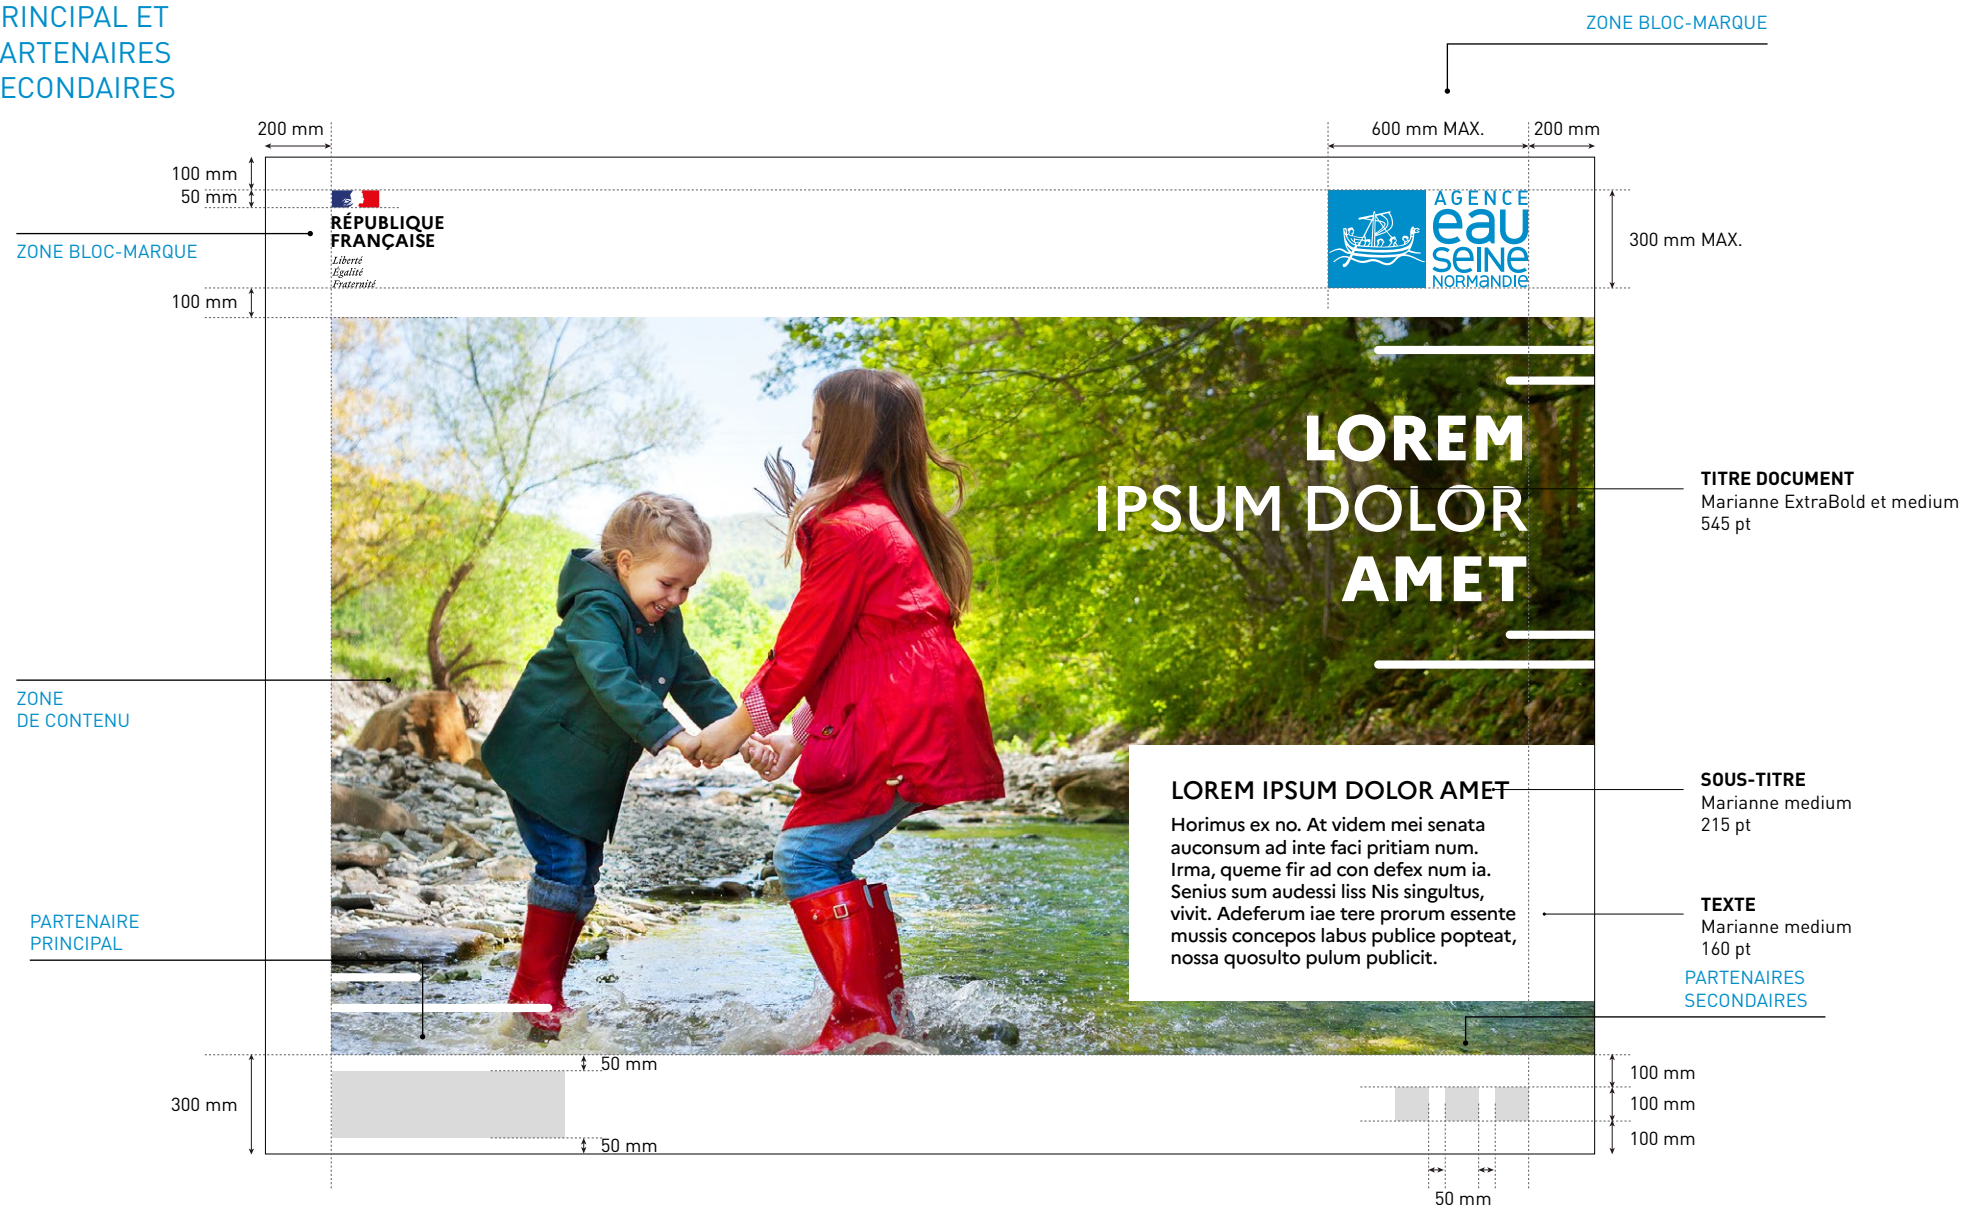 RINCIPAL ET
ARTENAIRES
ECONDAIRES
ZONE BLOC-MARQUE
200 mm
600 mm MAX.
200 mm
100 mm
50 mm
RÉPUBLIQUE
FRANÇAISE
Liberté
Égalité
Fraternité
ZONE BLOC-MARQUE
100 mm
AGENCE
eau
seine
NORMANDIE
300 mm MAX.
LOREM
IPSUM DOLOR
AMET
TITRE DOCUMENT
Marianne ExtraBold et medium
545 pt
ZONE
DE CONTENU
LOREM IPSUM DOLOR AMET
Horimus ex no. At videm mei senata
auconsum ad inte faci pritiam num.
Irma, queme fir ad con defex num ia.
Senius sum audessi liss Nis singultus,
vivit. Adeferum iae tere prorum essente
mussis concepos labus publice popteat,
nossa quosulto pulum publicit.
SOUS-TITRE
Marianne medium
215 pt
TEXTE
Marianne medium
160 pt
PARTENAIRE
PRINCIPAL
PARTENAIRES
SECONDAIRES
300 mm
50 mm
50 mm
100 mm
100 mm
100 mm
50 mm